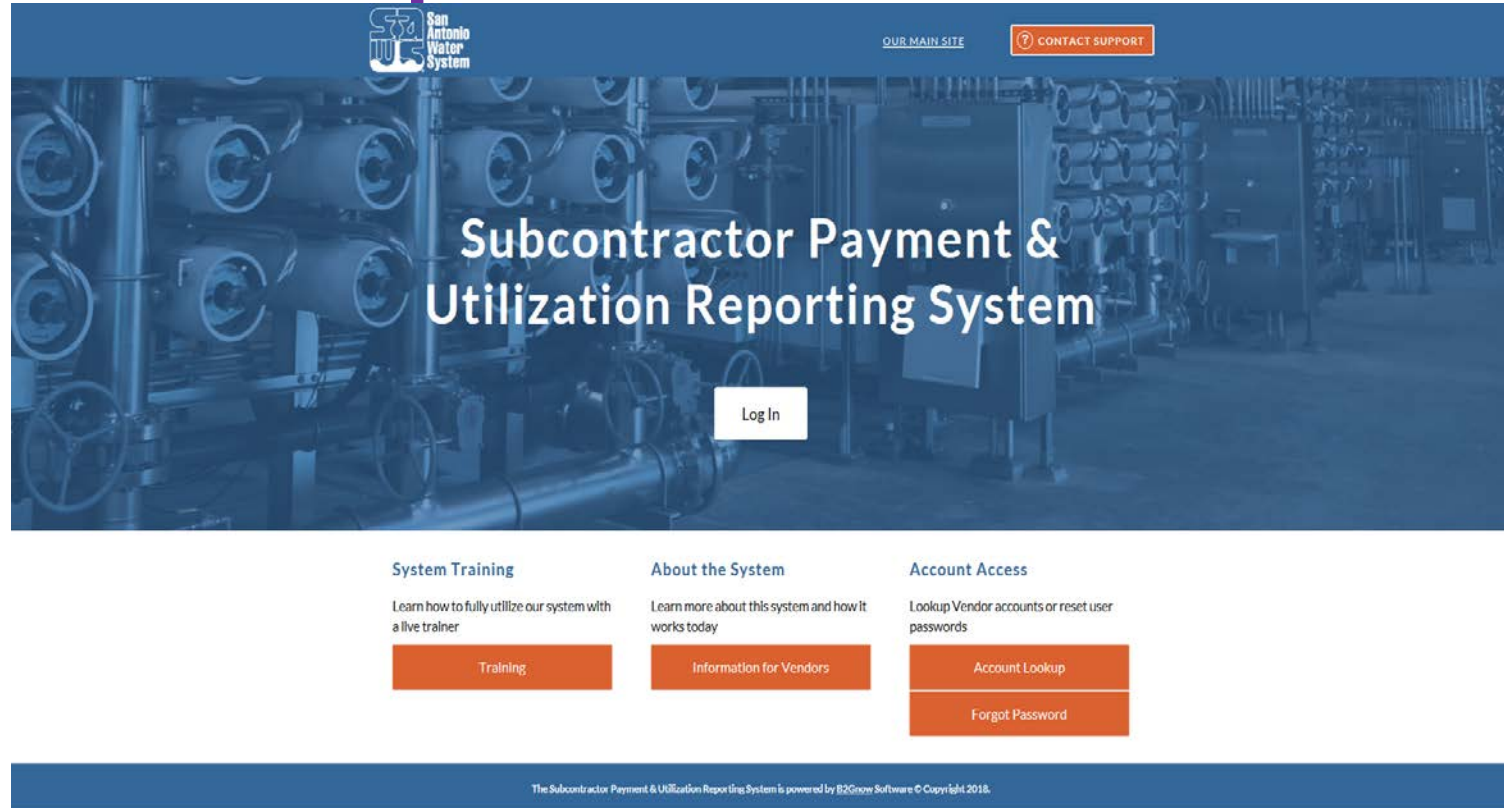 San
Antonio
Water
System
OUR MAIN SITE
? CONTACT SUPPORT
Subcontractor Payment &
Utilization Reporting System
Log In
System Training
Learn how to fully utilize our system with
a live trainer
Training
About the System
Learn more about this system and how it
works today
Information for Vendors
Account Access
Lookup Vendor accounts or reset user
passwords
Account Lookup
Forgot Password
The Subcontractor Payment & Utilization Reporting System is powered by B2Gnow Software © Copyright 2018.